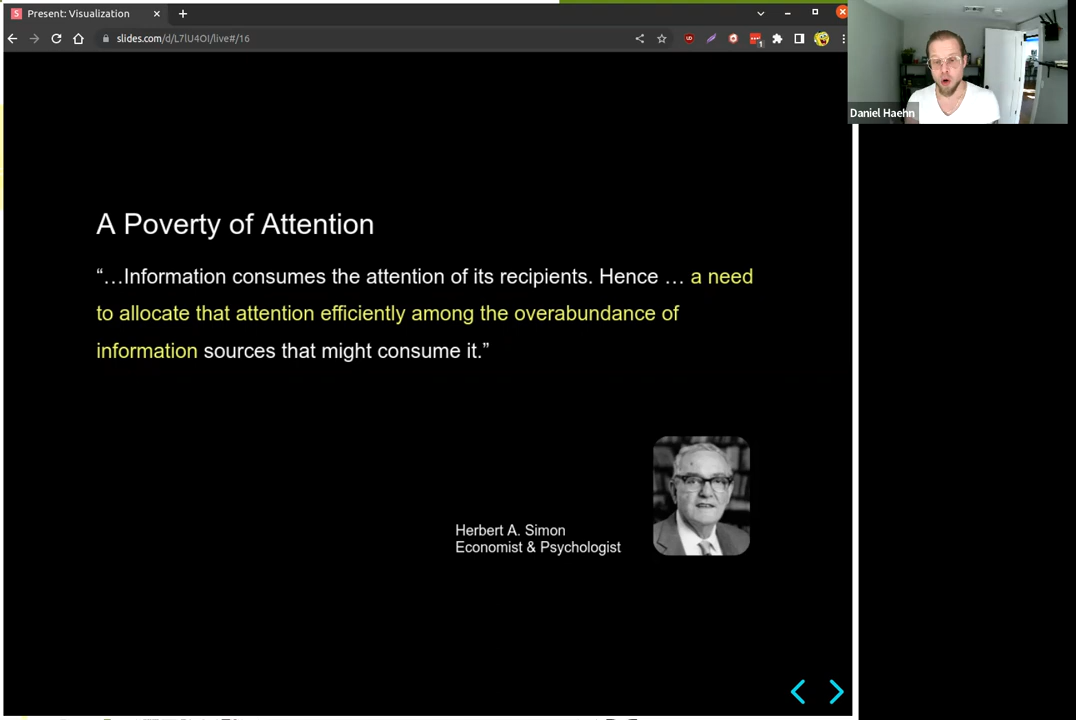 Present: Visualization
slides.com/d/L7lU4OI/live#/16
Daniel Haehn
A Poverty of Attention
“…Information consumes the attention of its recipients. Hence … a need
to allocate that attention efficiently among the overabundance of
information sources that might consume it.”
Herbert A. Simon
Economist & Psychologist